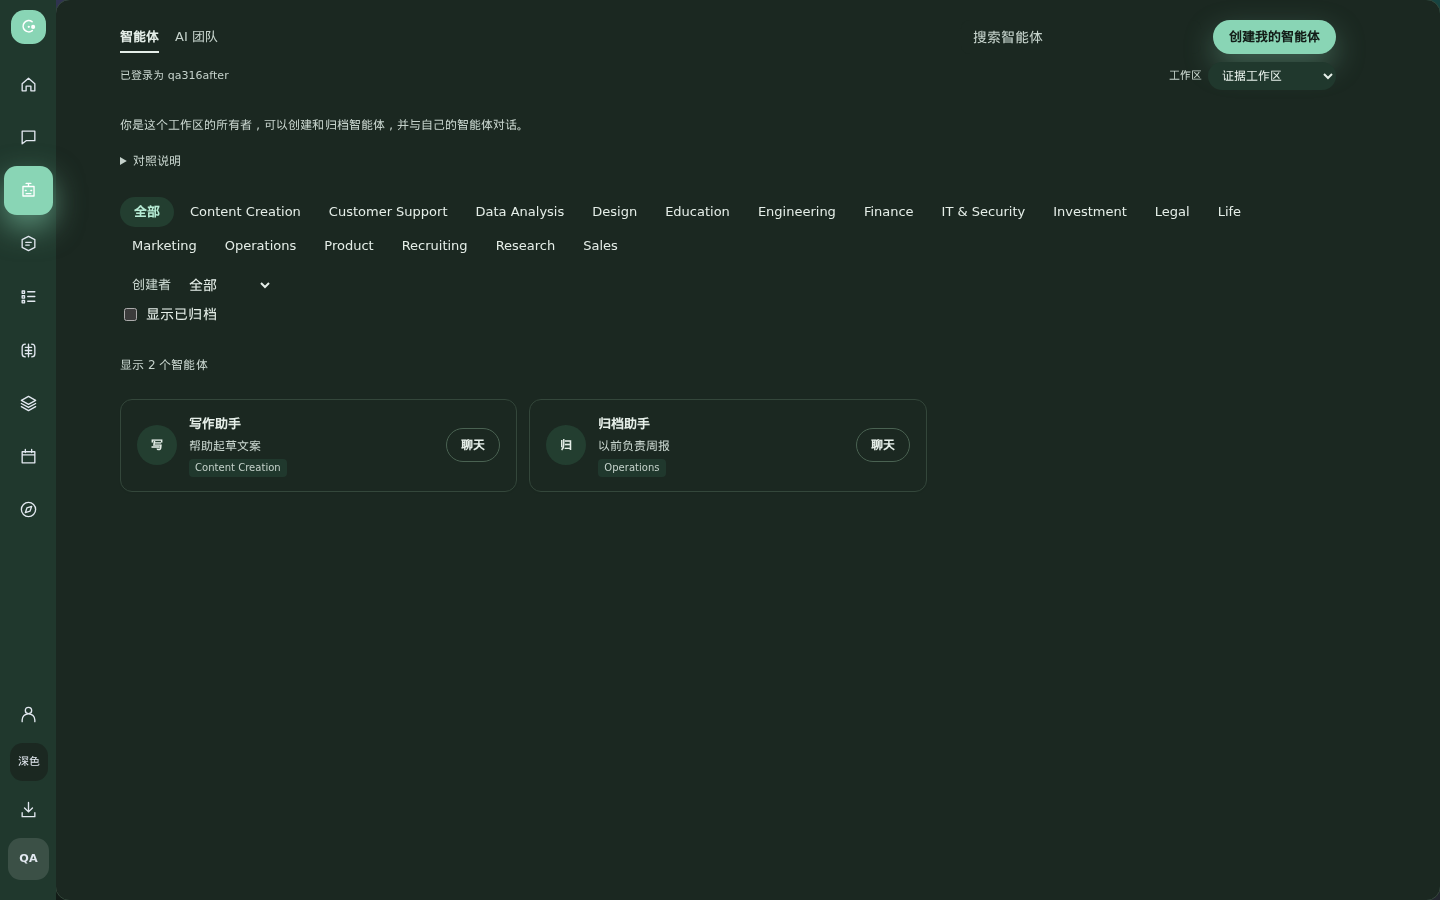 智能体 AI 团队 搜索智能体 创建我的智能体
已登录为 qa316after 工作区 证据工作区
你是这个工作区的所有者，可以创建和归档智能体，并与自己的智能体对话。
对照说明
全部 Content Creation Customer Support Data Analysis Design Education Engineering Finance IT & Security Investment Legal Life
Marketing Operations Product Recruiting Research Sales
创建者 全部
显示已归档
显示 2 个智能体
写 写作助手 聊天
帮助起草文案
Content Creation
归 归档助手 聊天
以前负责周报
Operations
深色
QA